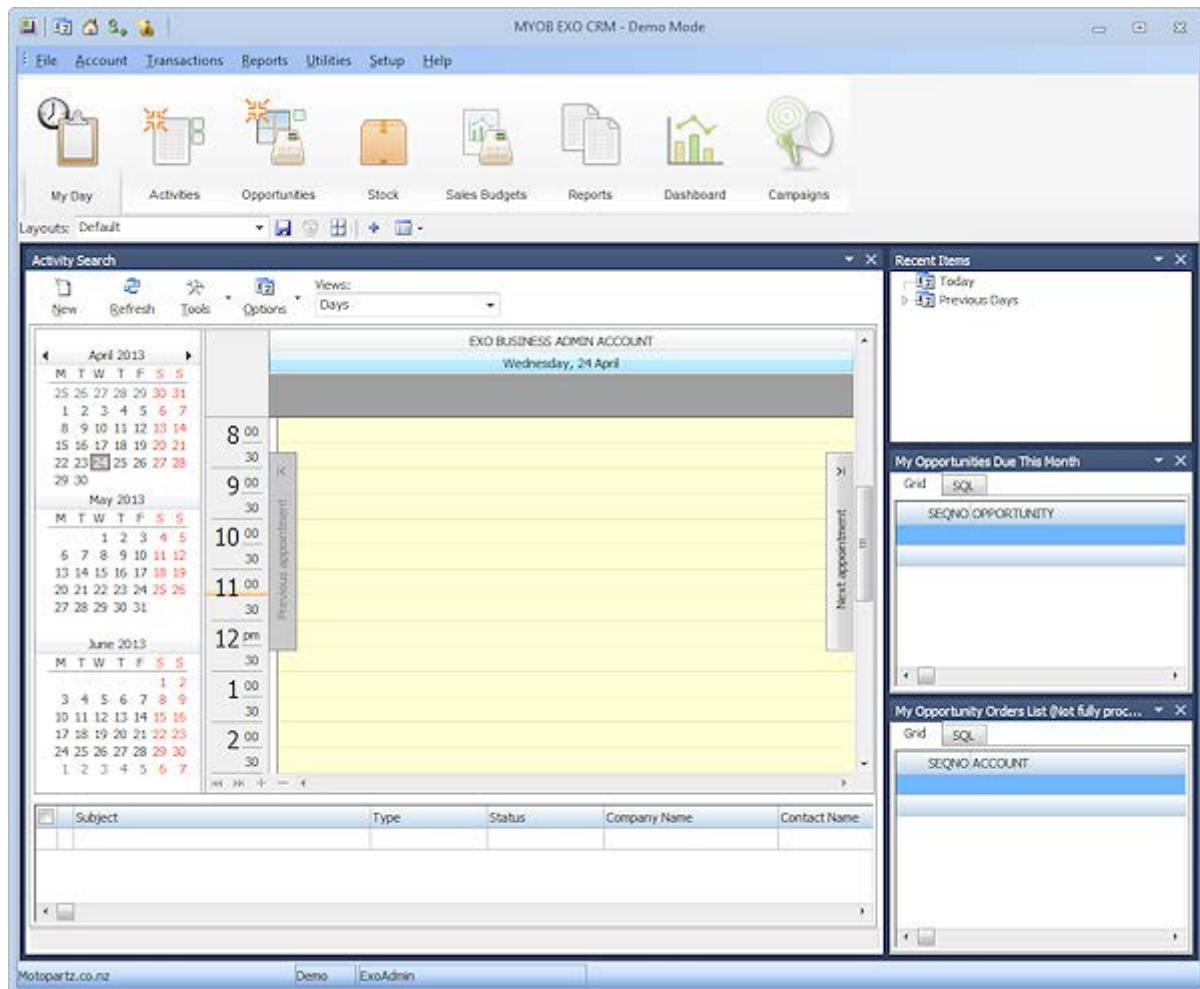 MYOB EXO CRM - Demo Mode
File Account Transactions Reports Utilities Setup Help
My Day Activities Opportunities Stock Sales Budgets Reports Dashboard Campaigns
Layouts: Default
Activity Search
New Refresh Tools Options
Views:
Days
April 2013
M T W T F S S
25 26 27 28 29 30 31
1 2 3 4 5 6 7
8 9 10 11 12 13 14
15 16 17 18 19 20 21
22 23 24 25 26 27 28
29 30
May 2013
M T W T F S S
1 2 3 4 5
6 7 8 9 10 11 12
13 14 15 16 17 18 19
20 21 22 23 24 25 26
27 28 29 30 31
June 2013
M T W T F S S
1 2
3 4 5 6 7 8 9
10 11 12 13 14 15 16
17 18 19 20 21 22 23
24 25 26 27 28 29 30
1 2 3 4 5 6 7
EXO BUSINESS ADMIN ACCOUNT
Wednesday, 24 April
8 00
30
9 00
30
10 00
30
11 00
30
12 pm
30
1 00
30
2 00
30
Previous appointment
Next appointment
Subject Type Status Company Name Contact Name
Recent Items
Today
Previous Days
My Opportunities Due This Month
Grid SQL
SEQNO OPPORTUNITY
My Opportunity Orders List (Not fully proc...
Grid SQL
SEQNO ACCOUNT
Motopartz.co.nz Demo ExoAdmin